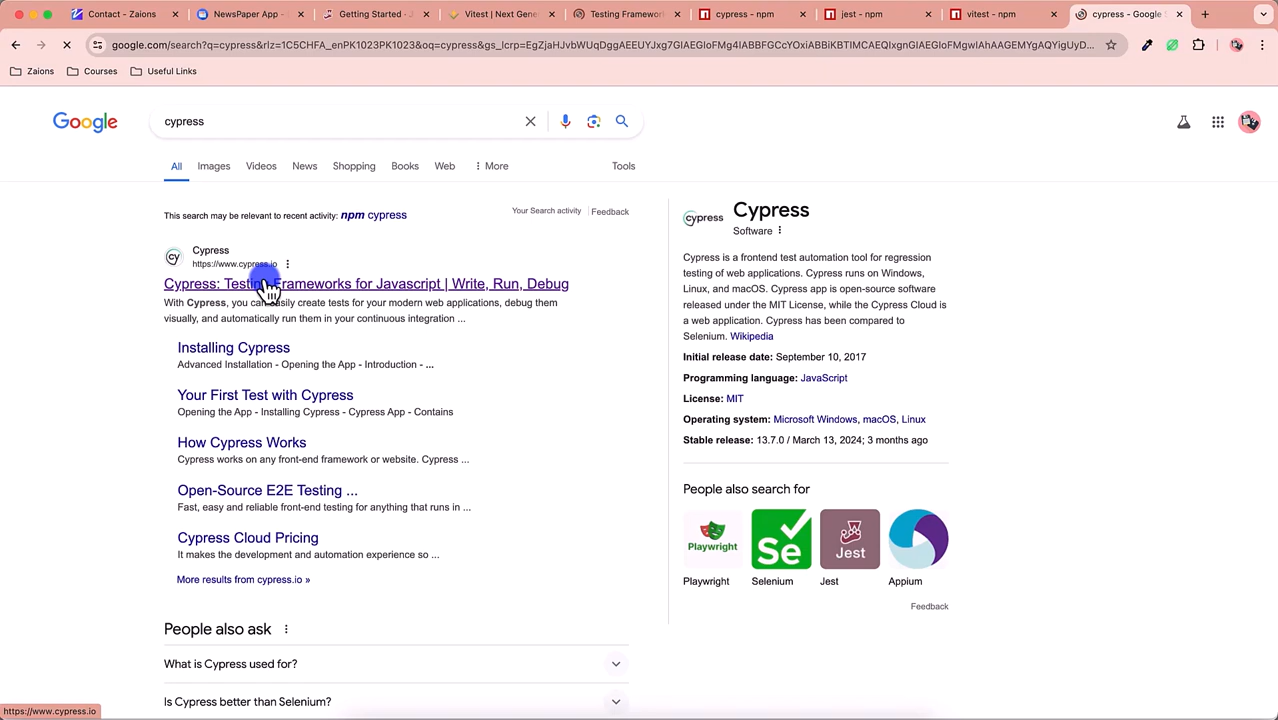 Contact - Zaions
NewsPaper App -
Getting Started - J
Vitest | Next Gene
Testing Framework
cypress - npm
jest - npm
vitest - npm
cypress - Google S
google.com/search?q=cypress&rlz=1C5CHFA_enPK1023PK1023&oq=cypress&gs_lcrp=EgZjaHJvbWUqDggAEEUYJxg7GIAEGIoFMg4IABBFGCcYOxiABBiKBTIMCAEQIxgnGIAEGIoFMgwIAhAAGEMYgAQYigUyD...
Zaions
Courses
Useful Links
Google
cypress
All
Images
Videos
News
Shopping
Books
Web
More
Tools
This search may be relevant to recent activity: npm cypress
Your Search activity
Feedback
cy
Cypress
https://www.cypress.io
Cypress: Testing Frameworks for Javascript | Write, Run, Debug
With Cypress, you can easily create tests for your modern web applications, debug them
visually, and automatically run them in your continuous integration ...
Installing Cypress
Advanced Installation - Opening the App - Introduction - ...
Your First Test with Cypress
Opening the App - Installing Cypress - Cypress App - Contains
How Cypress Works
Cypress works on any front-end framework or website. Cypress ...
Open-Source E2E Testing ...
Fast, easy and reliable front-end testing for anything that runs in ...
Cypress Cloud Pricing
It makes the development and automation experience so ...
More results from cypress.io »
People also ask
What is Cypress used for?
Is Cypress better than Selenium?
cypress
Cypress
Software
Cypress is a frontend test automation tool for regression
testing of web applications. Cypress runs on Windows,
Linux, and macOS. Cypress app is open-source software
released under the MIT License, while the Cypress Cloud is
a web application. Cypress has been compared to
Selenium. Wikipedia
Initial release date: September 10, 2017
Programming language: JavaScript
License: MIT
Operating system: Microsoft Windows, macOS, Linux
Stable release: 13.7.0 / March 13, 2024; 3 months ago
People also search for
Playwright
Se
Jest
Playwright
Selenium
Jest
Appium
Feedback
https://www.cypress.io